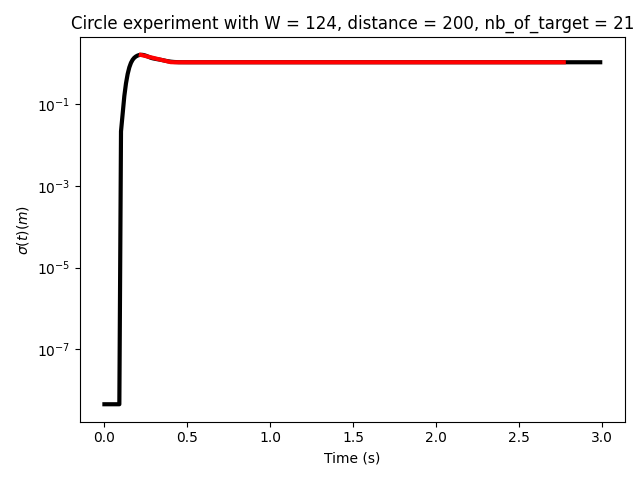 Circle experiment with W = 124, distance = 200, nb_of_target = 21
10⁻¹
10⁻³
10⁻⁵
10⁻⁷
σ(t)(m)
0.0 0.5 1.0 1.5 2.0 2.5 3.0
Time (s)